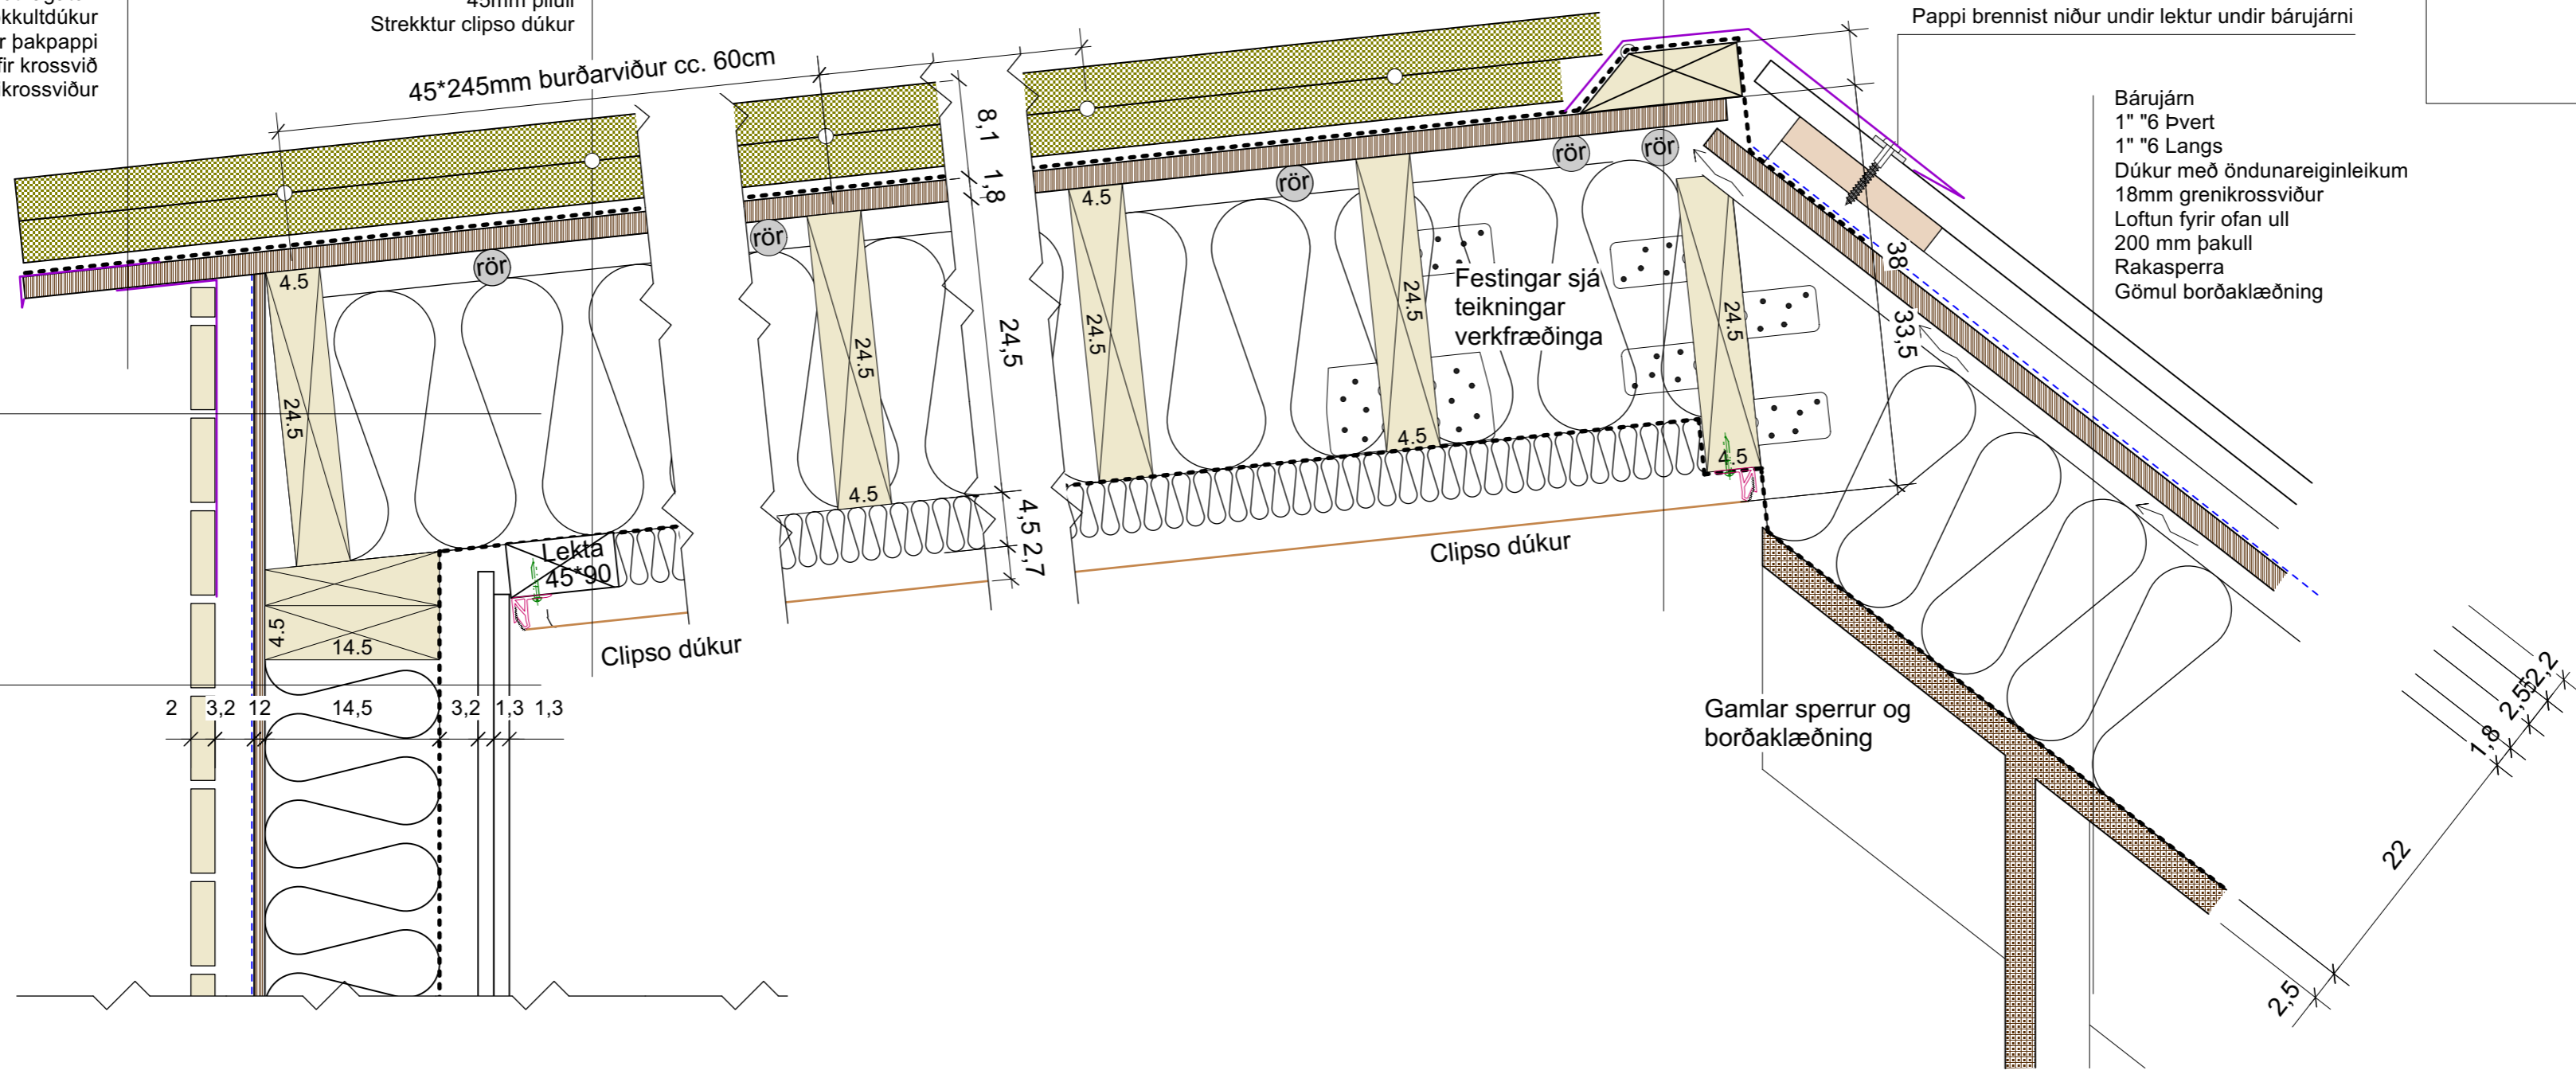 ökkultdúkur
r þakpappi
fir krossvið
krossviður
45mm þilull
Strekktur clipso dúkur
Pappi brennist niður undir lektur undir bárujárni
45*245mm burðarviður cc. 60cm
Bárujárn
1" "6 Þvert
1" "6 Langs
Dúkur með öndunareiginleikum
18mm grenikrossviður
Loftun fyrir ofan ull
200 mm þakull
Rakasperra
Gömul borðaklæðning
8,1
1,8
24,5
4,5
2,7
rör
rör
rör
rör
rör
4.5
24.5
24.5
4.5
4.5
24.5
24.5
4.5
24.5
4.5
38
33,5
Festingar sjá
teikningar
verkfræðinga
Lekta
45*90
Clipso dúkur
Clipso dúkur
4.5
14.5
2
3,2
12
14,5
3,2
1,3
1,3
Gamlar sperrur og
borðaklæðning
2,2
2,5
1,8
22
2,5